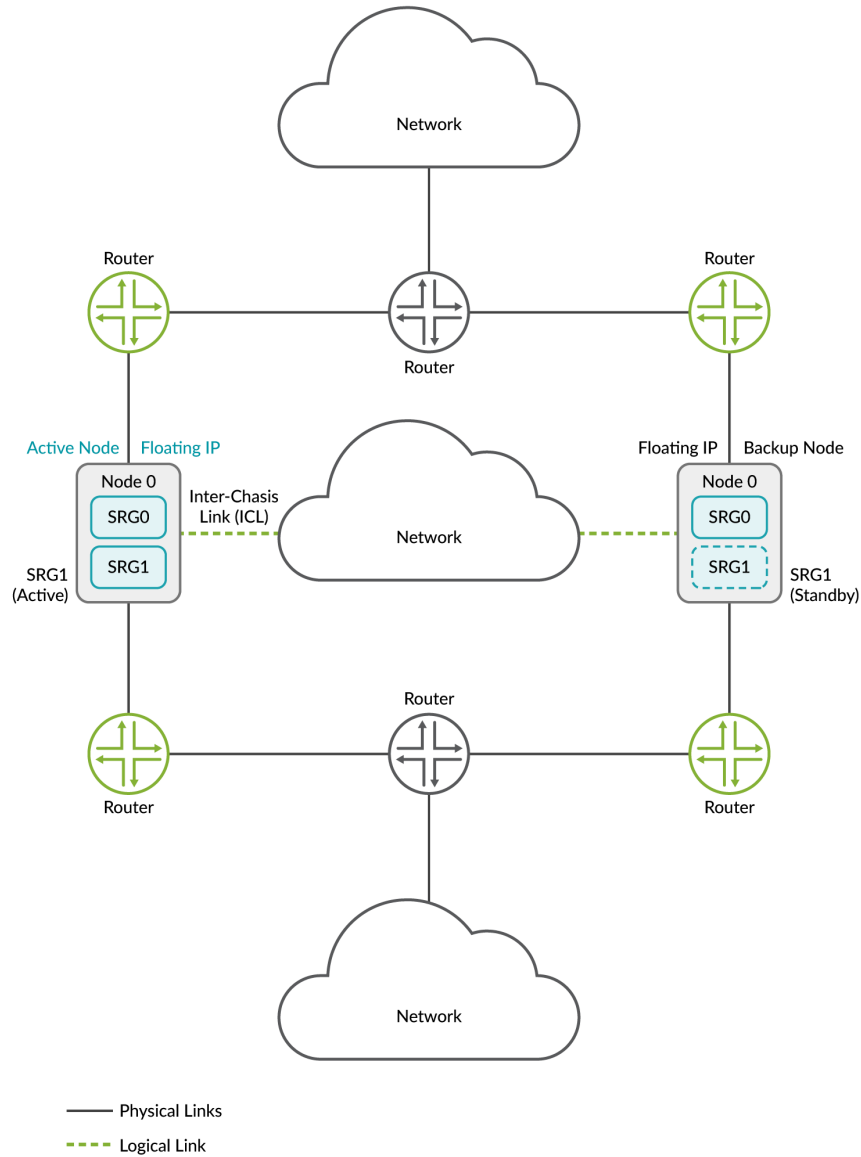 Network
Router
Router
Router
Active Node
Floating IP
Floating IP
Backup Node
Node 0
Node 0
Inter-Chasis
Link (ICL)
SRG0
Network
SRG0
SRG1
SRG1
SRG1
(Active)
SRG1
(Standby)
Router
Router
Router
Network
Physical Links
Logical Link